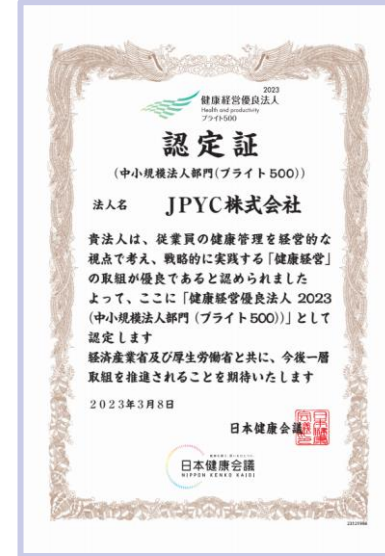 2023
健康経営優良法人
Health and productivity
ブライト500
認定証
(中小規模法人部門(ブライト500))
法人名 JPYC株式会社
貴法人は、従業員の健康管理を経営的な
視点で考え、戦略的に実践する「健康経営」
の取組が優良であると認められました
よって、ここに「健康経営優良法人 2023
(中小規模法人部門 (ブライト500))」として
認定します
経済産業省及び厚生労働省と共に、今後一層
取組を推進されることを期待いたします
2023年3月8日
日本健康会議
日本健康会議
NIPPON KENKO KAIGI